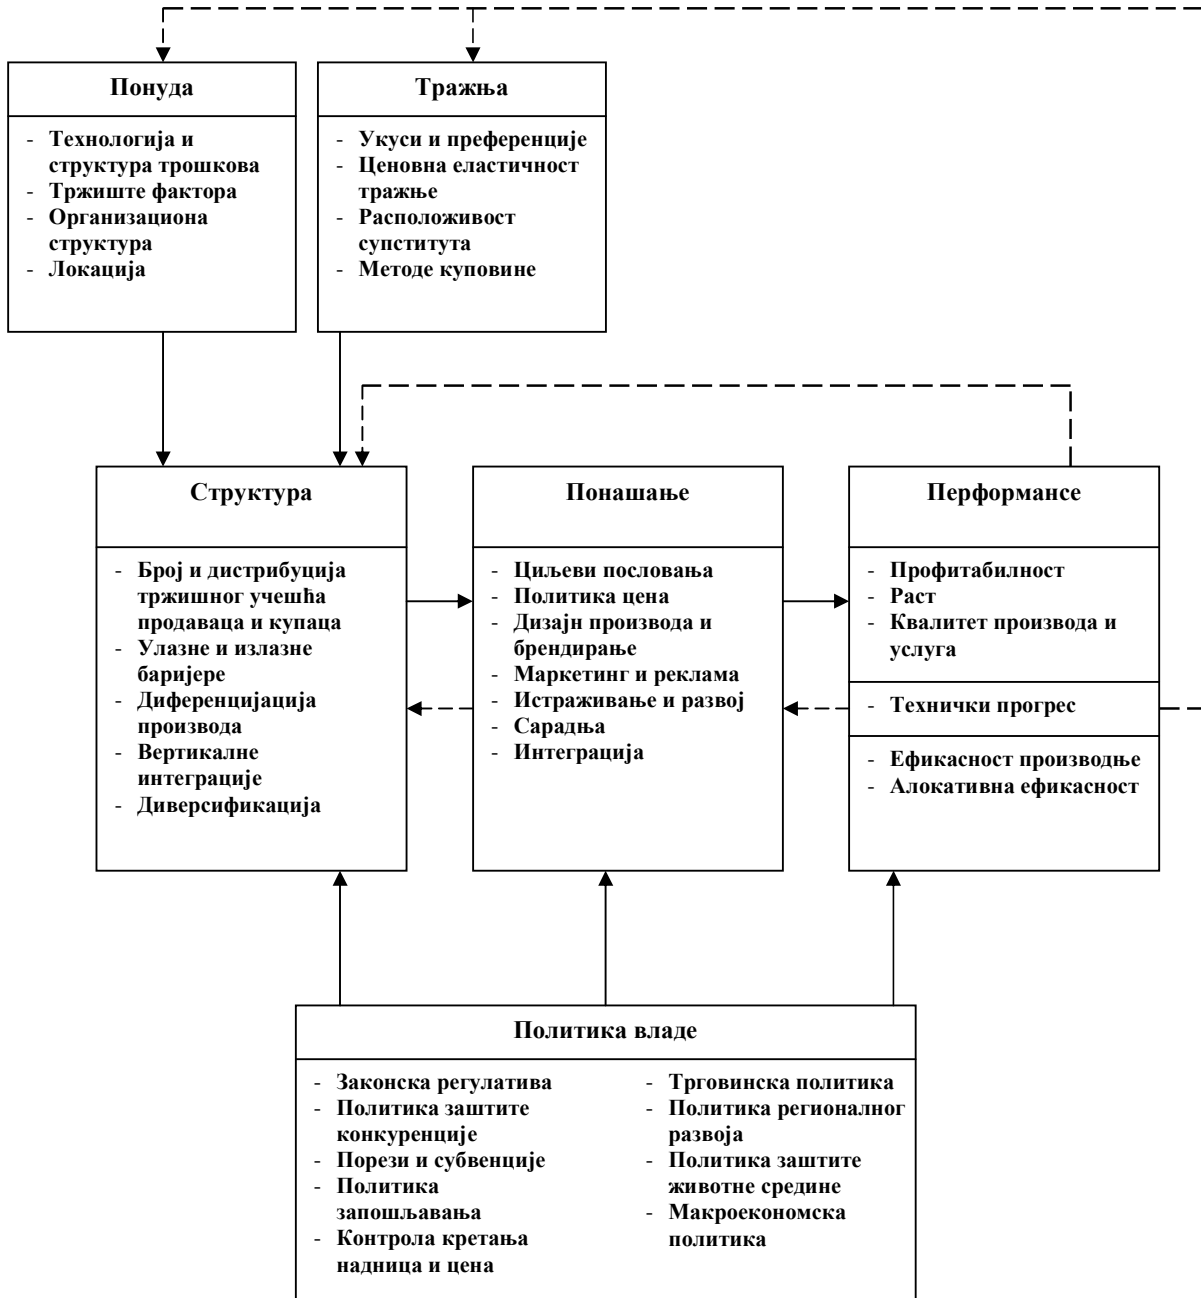 Понуда
- Технологија и
структура трошкова
- Тржиште фактора
- Организациона
структура
- Локација
Тражња
- Укуси и преференције
- Ценовна еластичност
тражње
- Расположивост
супститута
- Методе куповине
Структура
- Број и дистрибуција
тржишног учешћа
продаваца и купаца
- Улазне и излазне
баријере
- Диференцијација
производа
- Вертикалне
интеграције
- Диверсификација
Понашање
- Циљеви пословања
- Политика цена
- Дизајн производа и
брендирање
- Маркетинг и реклама
- Истраживање и развој
- Сарадња
- Интеграција
Перформансе
- Профитабилност
- Раст
- Квалитет производа и
услуга
- Технички прогрес
- Ефикасност производње
- Алокативна ефикасност
Политика владе
- Законска регулатива
- Политика заштите
конкуренције
- Порези и субвенције
- Политика
запошљавања
- Контрола кретања
надница и цена
- Трговинска политика
- Политика регионалног
развоја
- Политика заштите
животне средине
- Макроекономска
политика